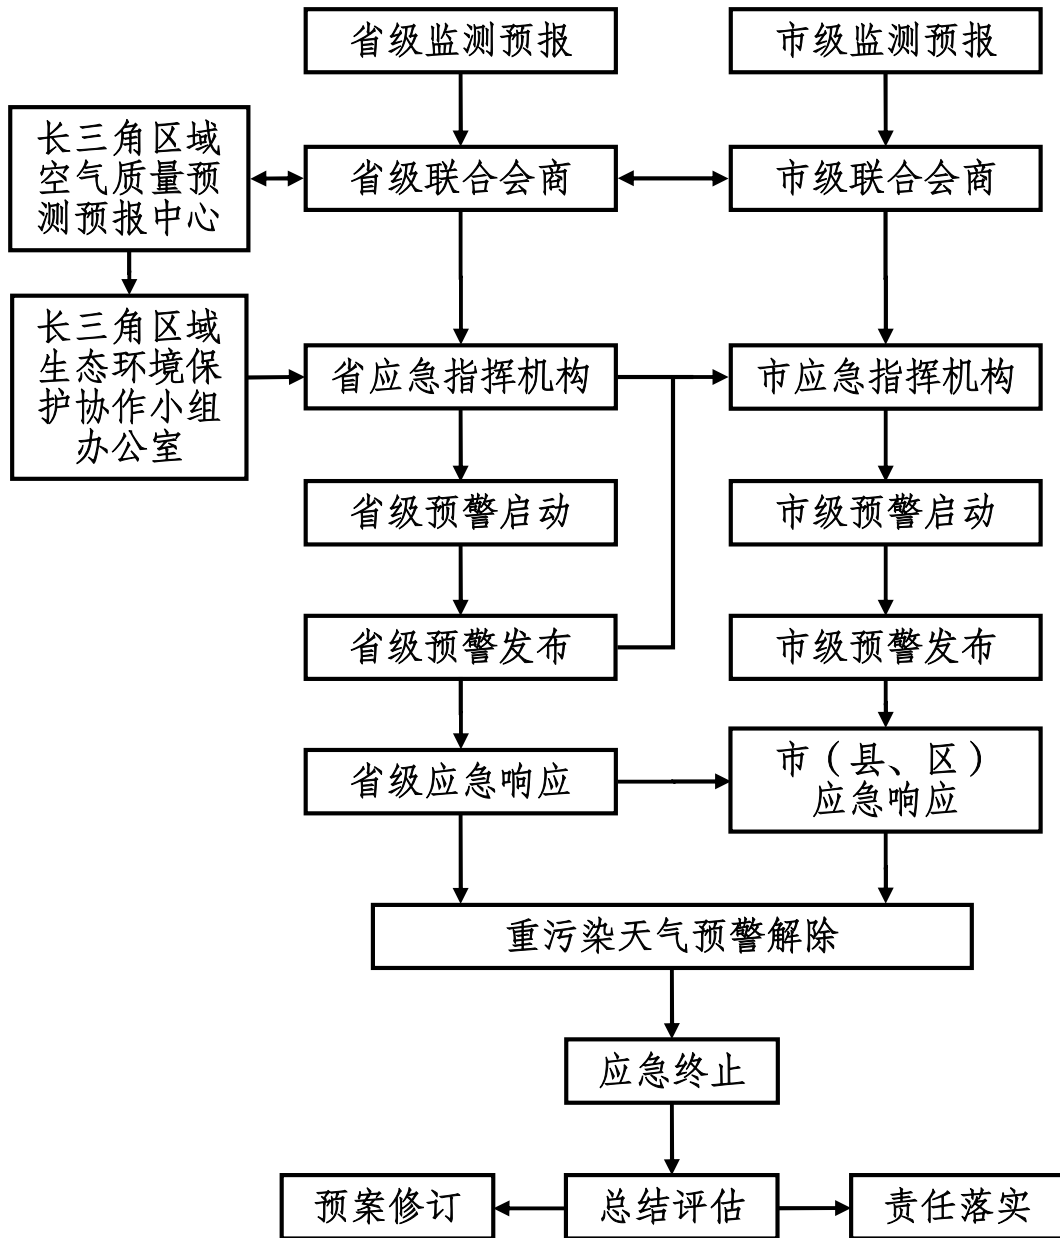 省级监测预报
市级监测预报
长三角区域
空气质量预
测预报中心
省级联合会商
市级联合会商
长三角区域
生态环境保
护协作小组
办公室
省应急指挥机构
市应急指挥机构
省级预警启动
市级预警启动
省级预警发布
市级预警发布
省级应急响应
市（县、区）
应急响应
重污染天气预警解除
应急终止
预案修订
总结评估
责任落实